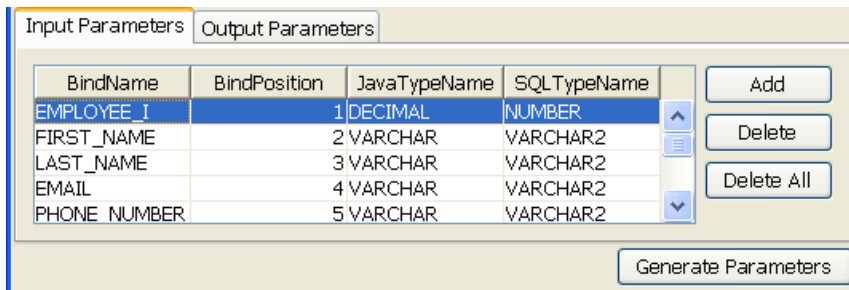 Input Parameters Output Parameters
BindName BindPosition JavaTypeName SQLTypeName Add
EMPLOYEE_I 1 DECIMAL NUMBER
FIRST_NAME 2 VARCHAR VARCHAR2 Delete
LAST_NAME 3 VARCHAR VARCHAR2
EMAIL 4 VARCHAR VARCHAR2 Delete All
PHONE_NUMBER 5 VARCHAR VARCHAR2
Generate Parameters